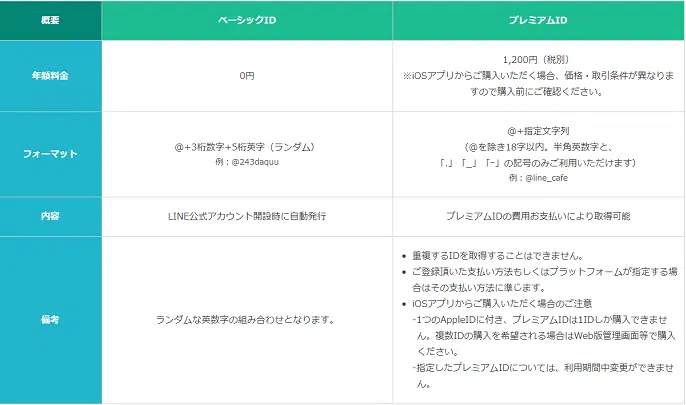 概要
ベーシックID
プレミアムID
年額料金
0円
1,200円（税別）
※iOSアプリからご購入いただく場合、価格・取引条件が異なりま
すので購入前にご確認ください。
フォーマット
@+3桁数字+5桁英字（ランダム）
例：@243daquu
@+指定文字列
（@を除き18字以内。半角英数字と、
「.」「_」「-」の記号のみご利用いただけます）
例：@line_cafe
内容
LINE公式アカウント開設時に自動発行
プレミアムIDの費用お支払いにより取得可能
備考
ランダムな英数字の組み合わせとなります。
• 重複するIDを取得することはできません。
• ご登録頂いた支払い方法もしくはプラットフォームが指定する場
合はその支払い方法に準じます。
• iOSアプリからご購入いただく場合のご注意
-1つのAppleIDに付き、プレミアムIDは1IDしか購入できませ
ん。複数IDの購入を希望される場合はWeb版管理画面等で購入
ください。
-指定したプレミアムIDについては、利用期間中変更ができませ
ん。